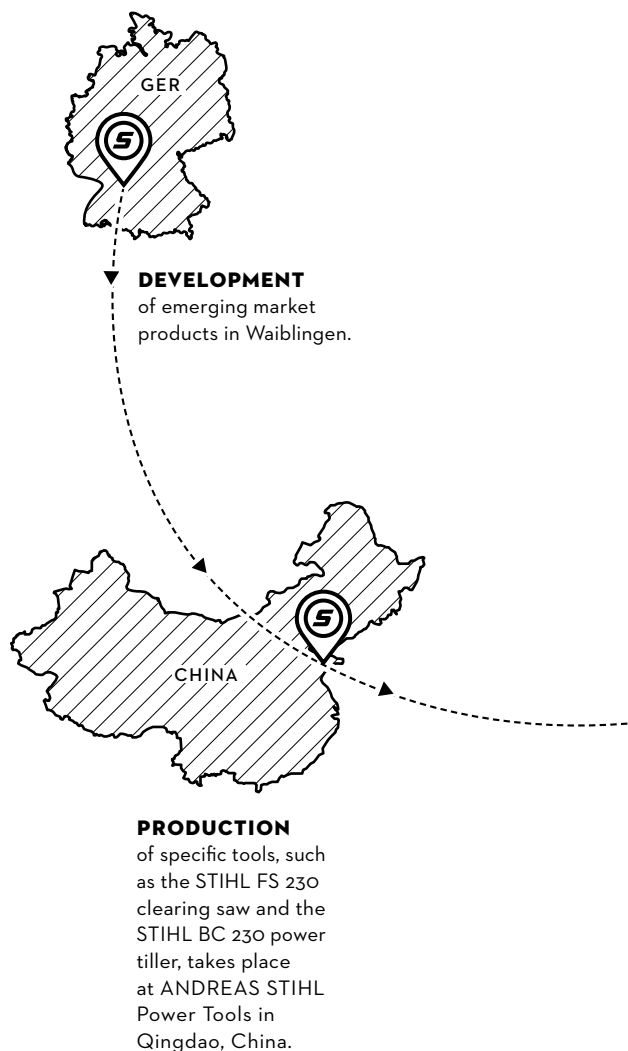 GER
S
DEVELOPMENT
of emerging market
products in Waiblingen.
S
CHINA
PRODUCTION
of specific tools, such
as the STIHL FS 230
clearing saw and the
STIHL BC 230 power
tiller, takes place
at ANDREAS STIHL
Power Tools in
Qingdao, China.